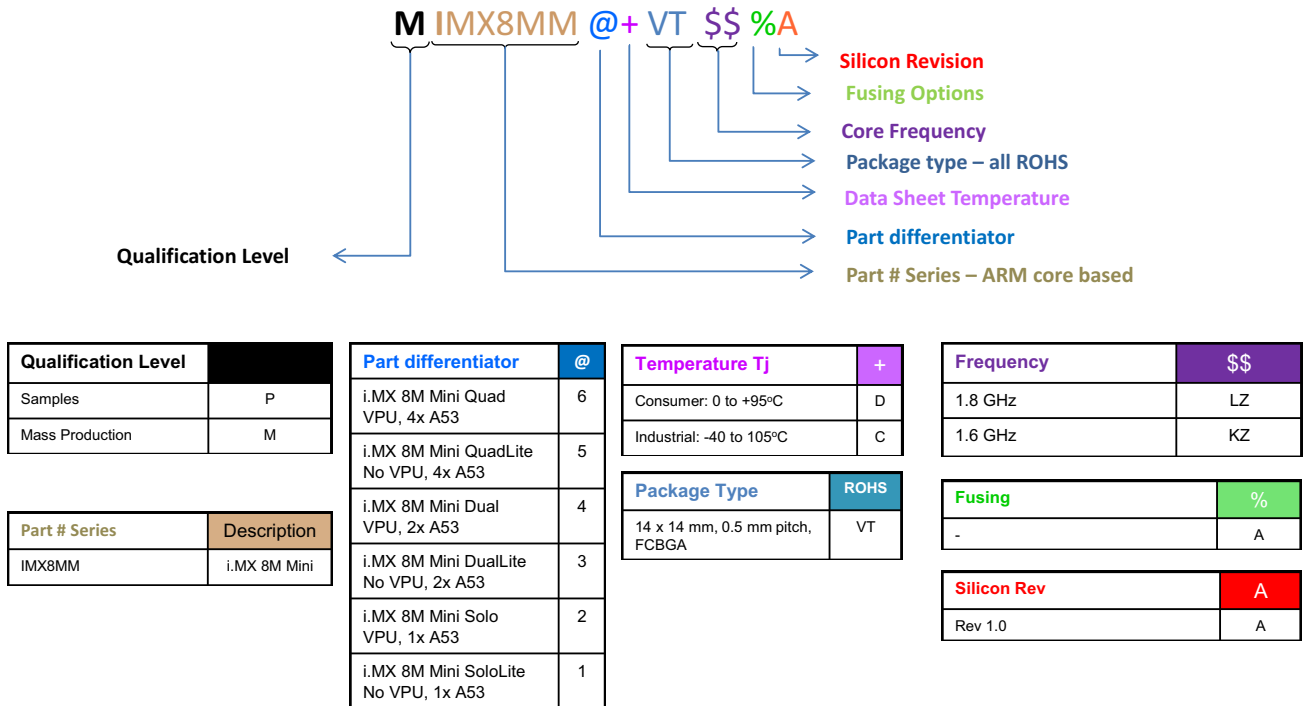 M IMX8MM @+ VT $$ %A
Silicon Revision
Fusing Options
Core Frequency
Package type – all ROHS
Data Sheet Temperature
Part differentiator
Qualification Level
Part # Series – ARM core based
Qualification Level
Samples P
Mass Production M
Part # Series Description
IMX8MM i.MX 8M Mini
Part differentiator @
i.MX 8M Mini Quad 6
VPU, 4x A53
i.MX 8M Mini QuadLite 5
No VPU, 4x A53
i.MX 8M Mini Dual 4
VPU, 2x A53
i.MX 8M Mini DualLite 3
No VPU, 2x A53
i.MX 8M Mini Solo 2
VPU, 1x A53
i.MX 8M Mini SoloLite 1
No VPU, 1x A53
Temperature Tj +
Consumer: 0 to +95ºC D
Industrial: -40 to 105ºC C
Package Type ROHS
14 x 14 mm, 0.5 mm pitch, VT
FCBGA
Frequency $$
1.8 GHz LZ
1.6 GHz KZ
Fusing %
- A
Silicon Rev A
Rev 1.0 A